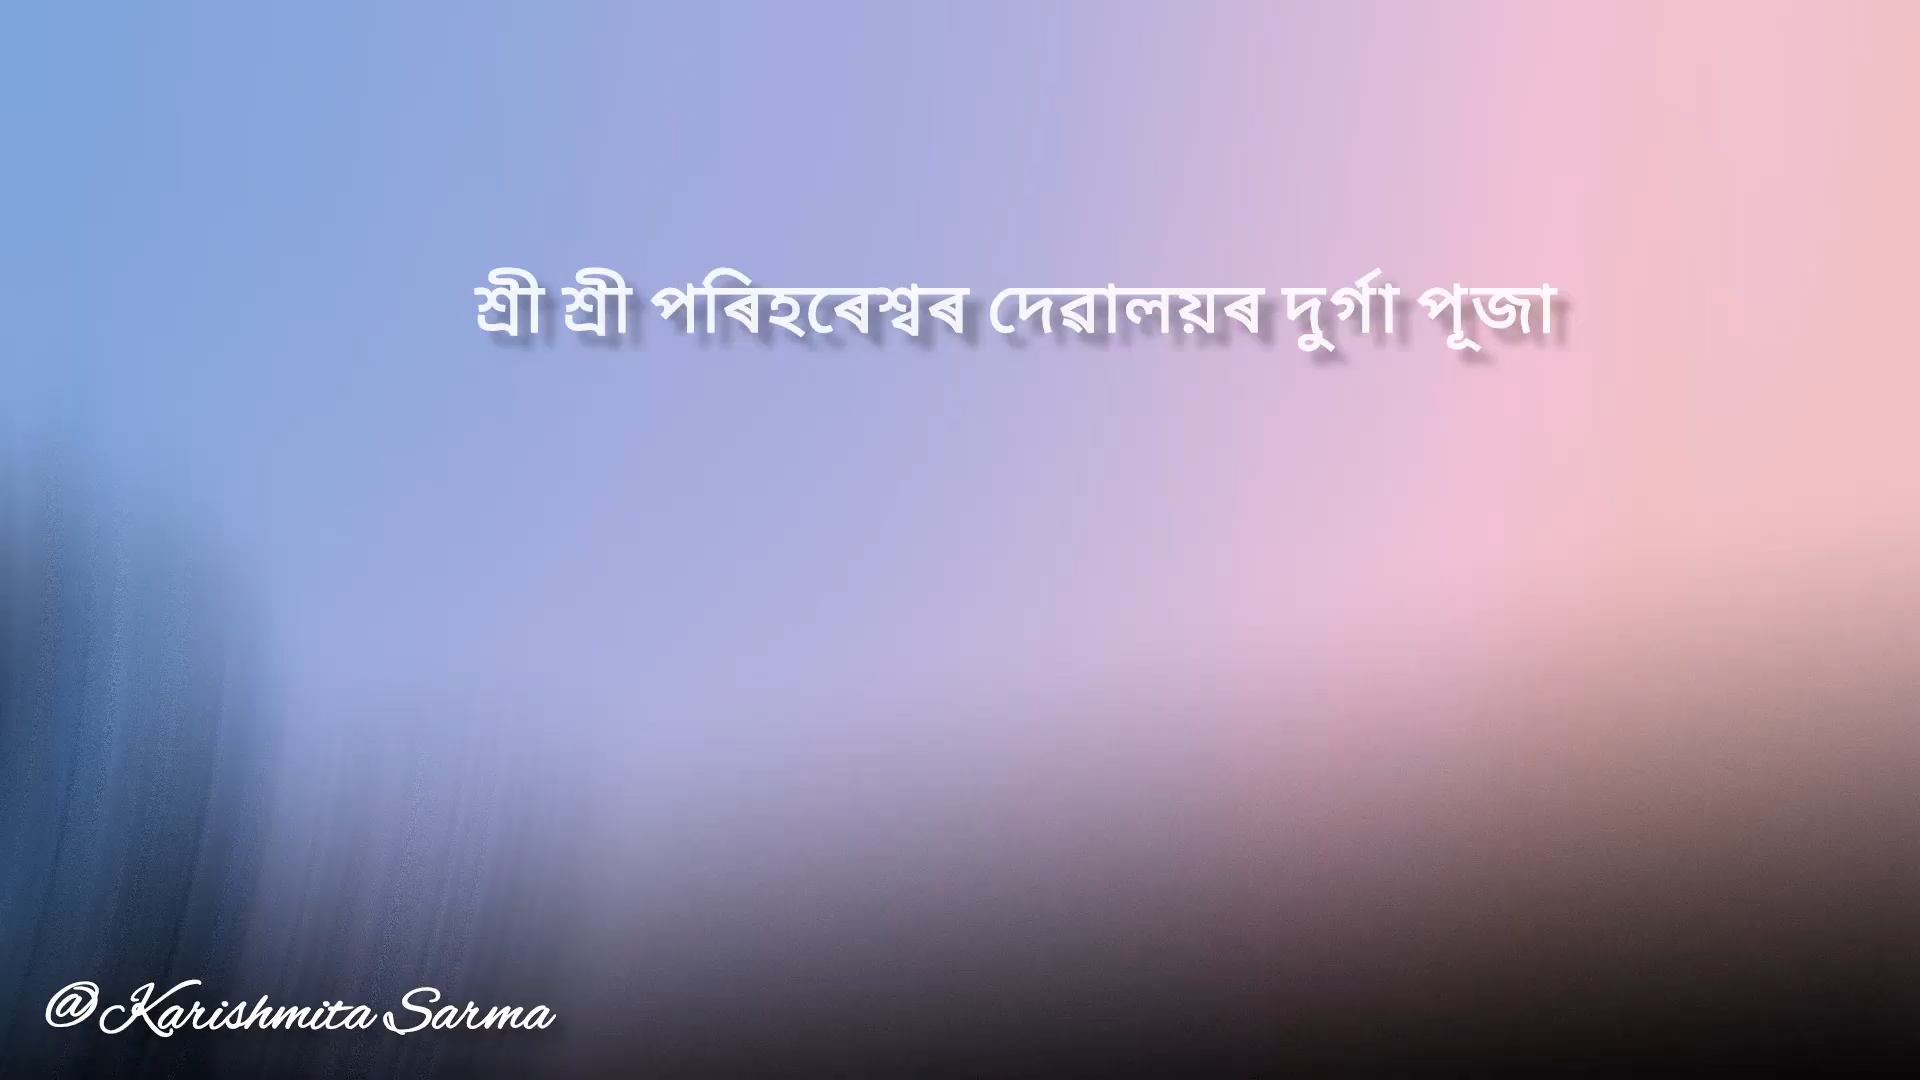 শ্ৰী শ্ৰী পৰিহৰেশ্বৰ দেৱালয়ৰ দুৰ্গা পূজা
@Karishmita Sarma